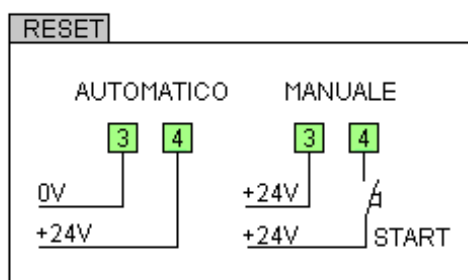 RESET
AUTOMATICO MANUALE
3 4 3 4
0V +24V
+24V +24V START